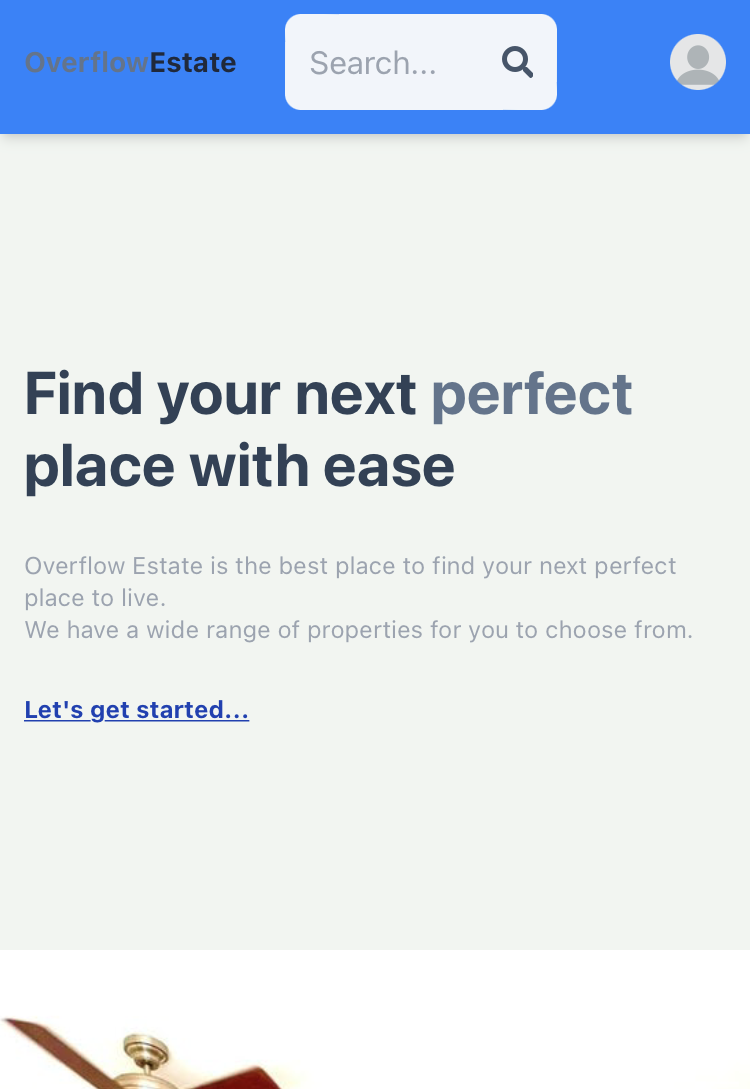 OverflowEstate
Search...
Find your next perfect
place with ease
Overflow Estate is the best place to find your next perfect
place to live.
We have a wide range of properties for you to choose from.
Let's get started...